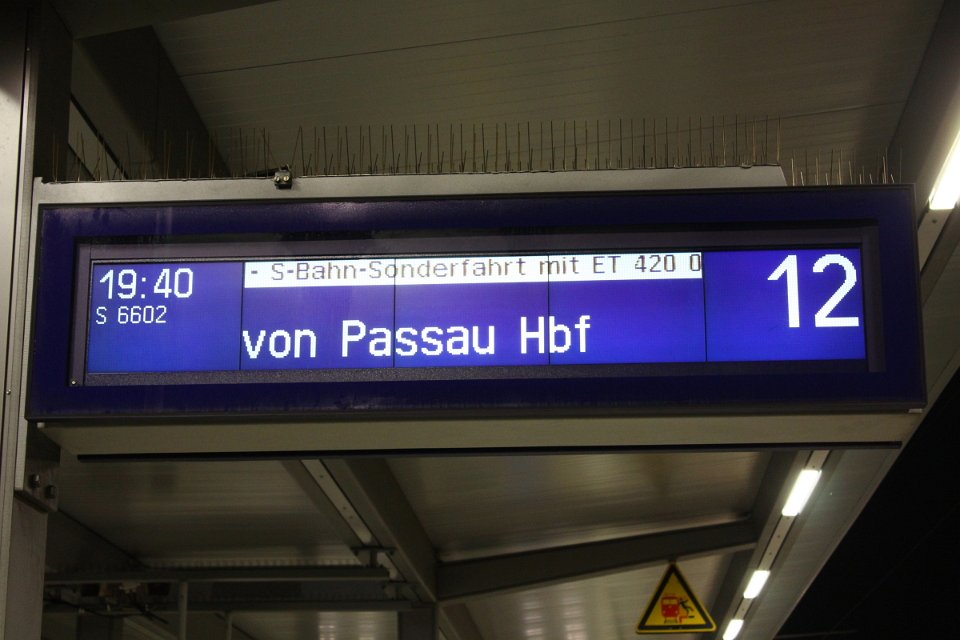 - S-Bahn-Sonderfahrt mit ET 420 0
19:40
12
S 6602
von Passau Hbf